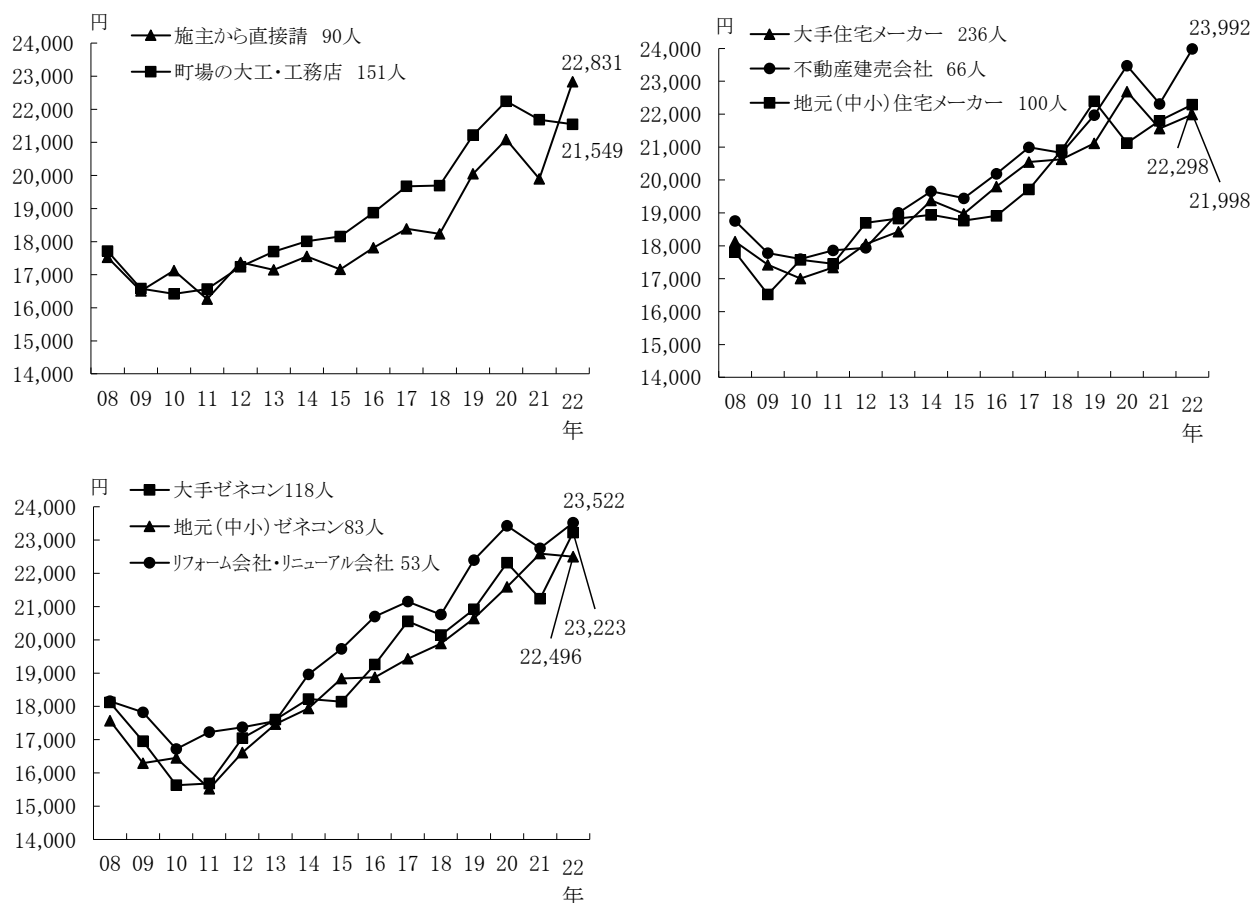 円
施主から直接請 90人
町場の大工・工務店 151人
24,000
23,000
22,000
21,000
20,000
19,000
18,000
17,000
16,000
15,000
14,000
22,831
21,549
08 09 10 11 12 13 14 15 16 17 18 19 20 21 22
年
円
大手住宅メーカー 236人
不動産建売会社 66人
地元（中小）住宅メーカー 100人
24,000
23,000
22,000
21,000
20,000
19,000
18,000
17,000
16,000
15,000
14,000
23,992
22,298
21,998
08 09 10 11 12 13 14 15 16 17 18 19 20 21 22
年
円
大手ゼネコン118人
地元（中小）ゼネコン83人
ﾘﾌｫｰﾑ会社・ﾘﾆｭｰｱﾙ会社 53人
24,000
23,000
22,000
21,000
20,000
19,000
18,000
17,000
16,000
15,000
14,000
23,522
23,223
22,496
08 09 10 11 12 13 14 15 16 17 18 19 20 21 22
年